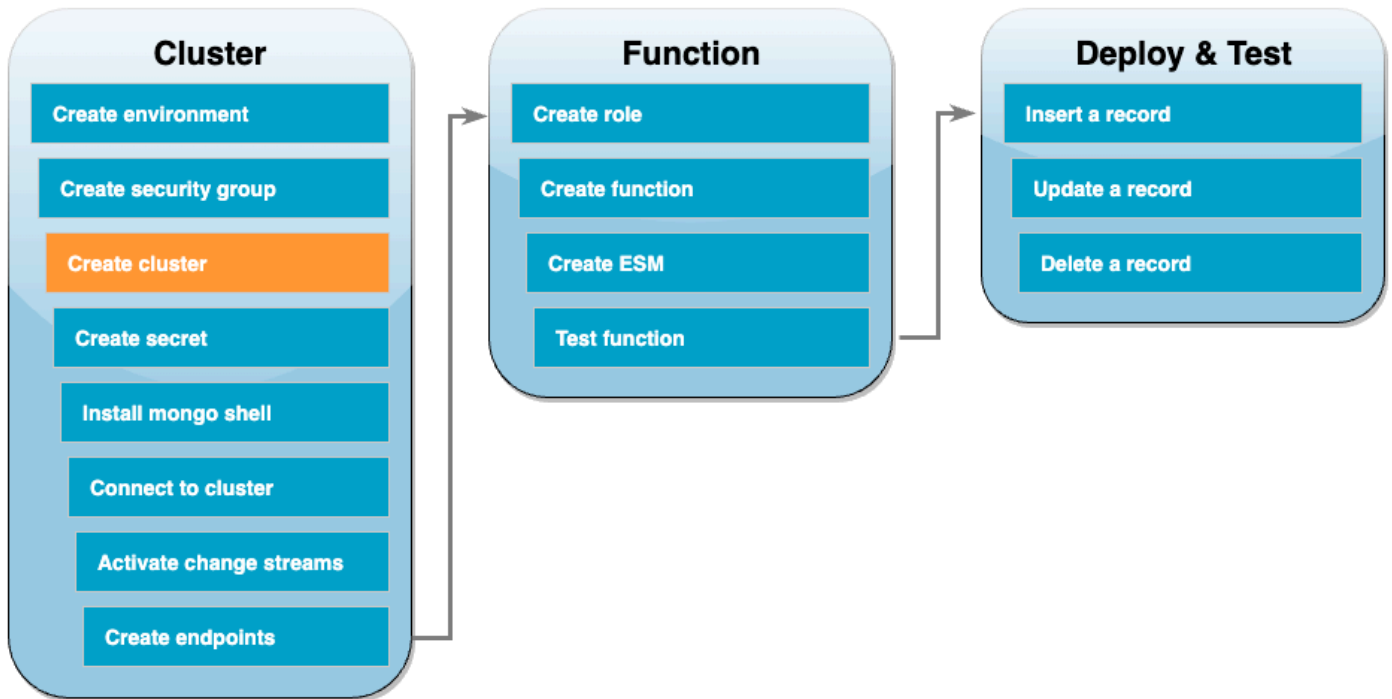 Cluster
Create environment
Create security group
Create cluster
Create secret
Install mongo shell
Connect to cluster
Activate change streams
Create endpoints
Function
Create role
Create function
Create ESM
Test function
Deploy & Test
Insert a record
Update a record
Delete a record